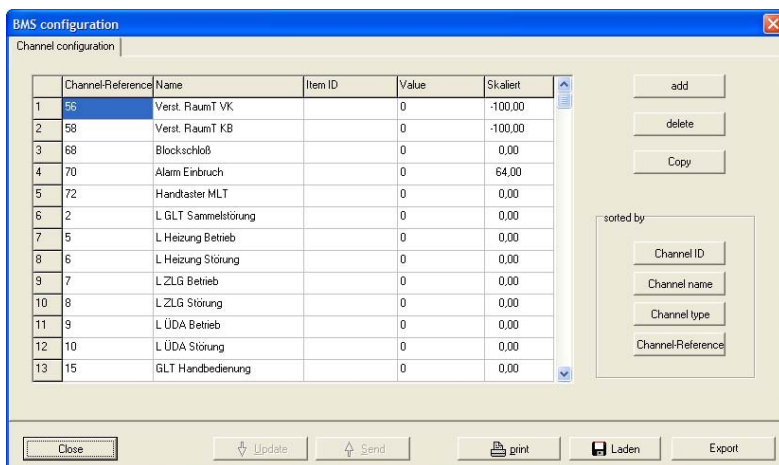 BMS configuration
Channel configuration
Channel-Reference Name Item ID Value Skaliert
1 56 Verst. RaumT VK 0 -100,00
2 58 Verst. RaumT KB 0 -100,00
3 68 Blockschloß 0 0,00
4 70 Alarm Einbruch 0 64,00
5 72 Handtaster MLT 0 0,00
6 2 L GLT Sammelstörung 0 0,00
7 5 L Heizung Betrieb 0 0,00
8 6 L Heizung Störung 0 0,00
9 7 L ZLG Betrieb 0 0,00
10 8 L ZLG Störung 0 0,00
11 9 L ÜDA Betrieb 0 0,00
12 10 L ÜDA Störung 0 0,00
13 15 GLT Handbedienung 0 0,00
add
delete
Copy
sorted by
Channel ID
Channel name
Channel type
Channel-Reference
Close Update Send print Laden Export